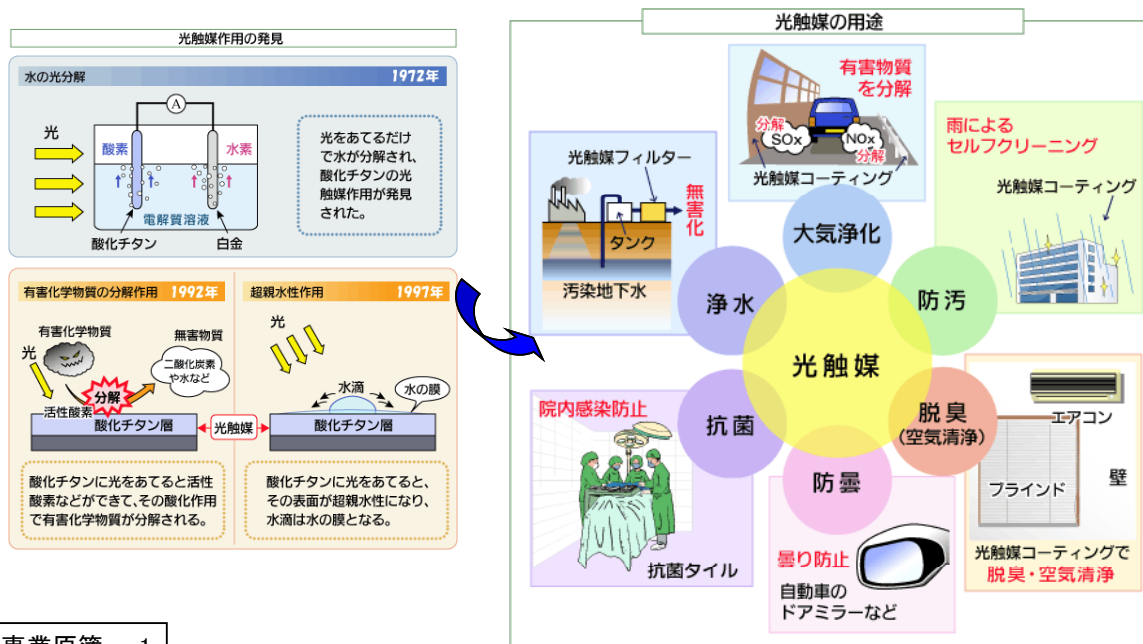 光触媒作用の発見
水の光分解
1972年
A
光
酸素
水素
電解質溶液
酸化チタン
白金
光をあてるだけ
で水が分解され、
酸化チタンの光
触媒作用が発見
された。
有害化学物質の分解作用 1992年
有害化学物質
無害物質
光
二酸化炭素
や水など
分解
活性酸素
酸化チタン層
光触媒
酸化チタンに光をあてると活性
酸素などができて、その酸化作用
で有害化学物質が分解される。
超親水性作用
1997年
光
水滴
水の膜
酸化チタン層
酸化チタンに光をあてると、
その表面が超親水性になり、
水滴は水の膜となる。
光触媒の用途
有害物質
を分解
分解
SOx
NOx
分解
光触媒コーティング
大気浄化
光触媒フィルター
無害化
タンク
汚染地下水
浄水
雨による
セルフクリーニング
光触媒コーティング
防汚
光触媒
院内感染防止
抗菌タイル
抗菌
防曇
曇り防止
自動車の
ドアミラーなど
脱臭
(空気清浄)
エアコン
ブラインド
壁
光触媒コーティングで
脱臭・空気清浄